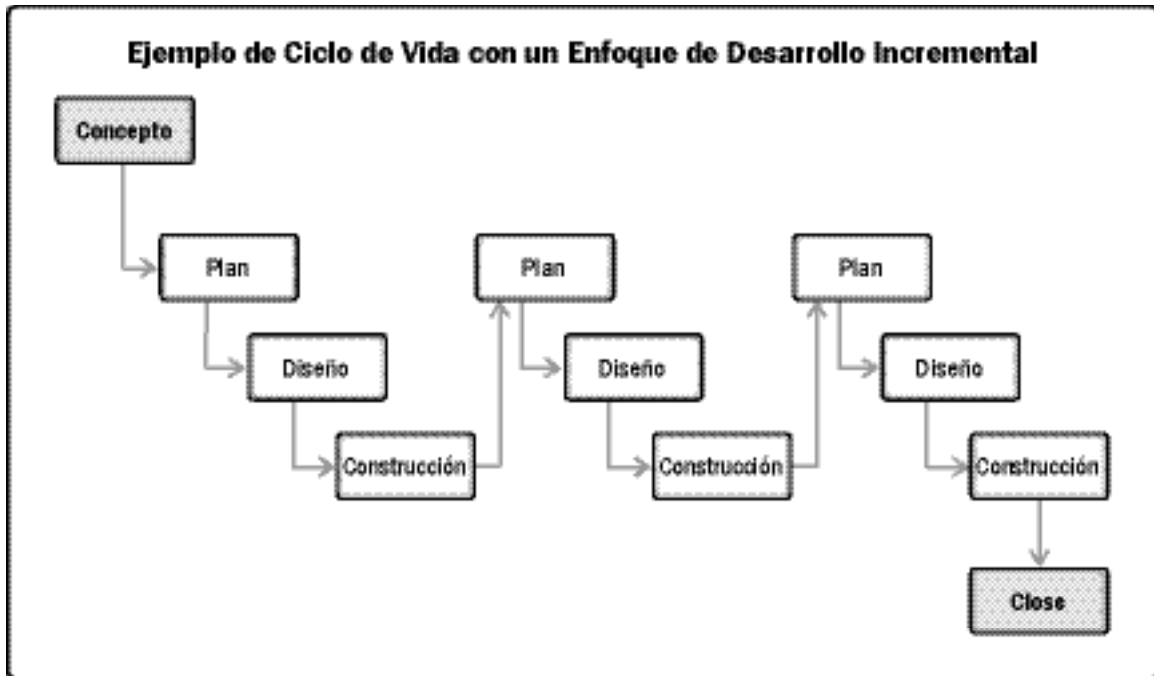 Ejemplo de Ciclo de Vida con un Enfoque de Desarrollo Incremental
Concepto
Plan
Diseño
Construcción
Plan
Diseño
Construcción
Plan
Diseño
Construcción
Close